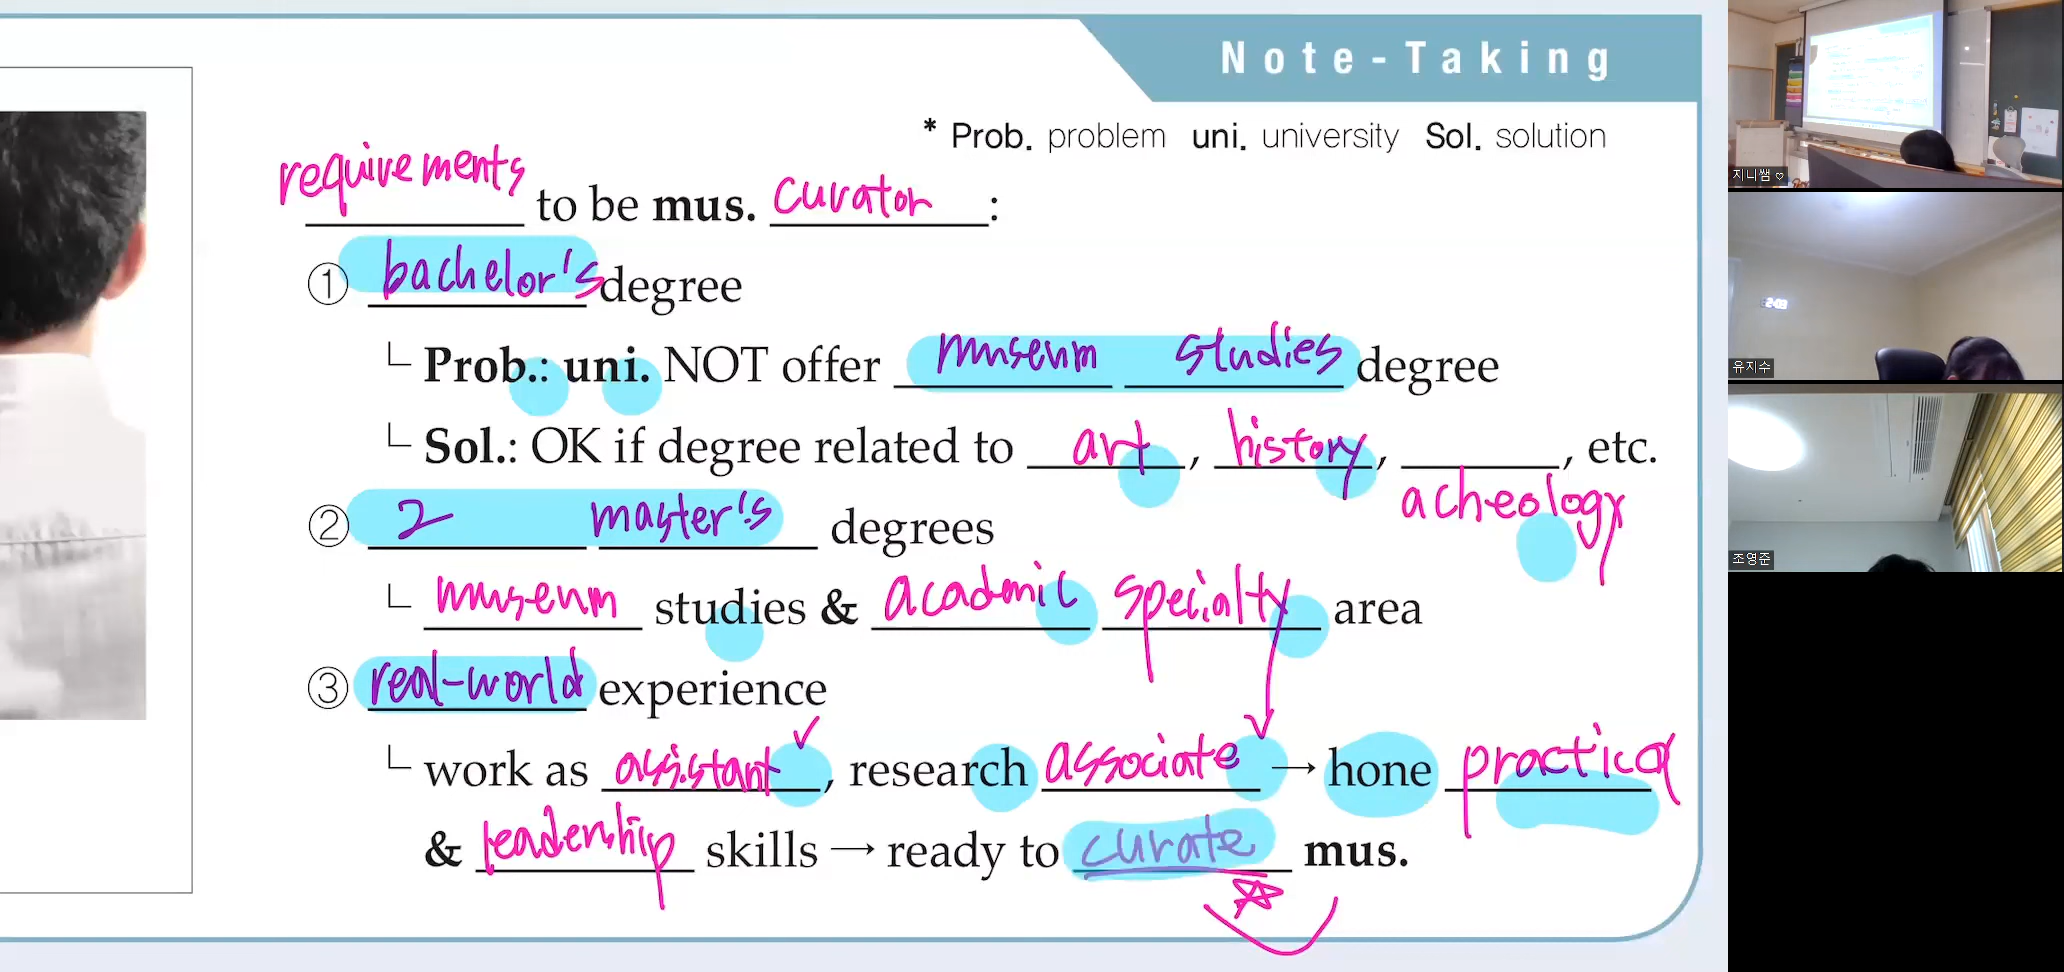 Note-Taking
* Prob. problem uni. university Sol. solution
requirements to be mus. curator :
① bachelor's degree
└ Prob.: uni. NOT offer museum studies degree
└ Sol.: OK if degree related to art, history, acheology, etc.
② 2 master's degrees
└ museum studies & acadmic specialty area
③ real-world experience
└ work as assistant, research associate → hone practical
& leadership skills → ready to curate mus.
지니쌤 ♡
유지수
조영준